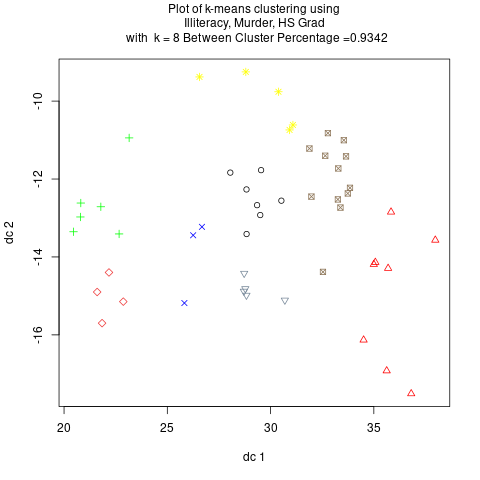 Plot of k-means clustering using
Illiteracy, Murder, HS Grad
with k = 8 Between Cluster Percentage =0.9342
-10
-12
-14
-16
dc 2
20 25 30 35
dc 1